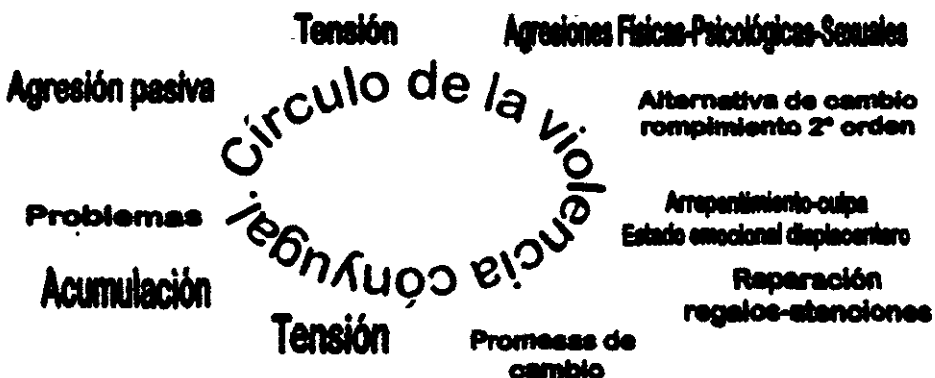 Tensión
Agresiones Físicas-Psicológicas-Sexuales
Agresión pasiva
Círculo de la violencia cónyugal.
Alternativa de cambio
rompimiento 2° orden
Problemas
Arrepentimiento-culpa
Estado emocional displacentero
Acumulación
Reparación
regalos-atenciones
Tensión
Promesas de
cambio